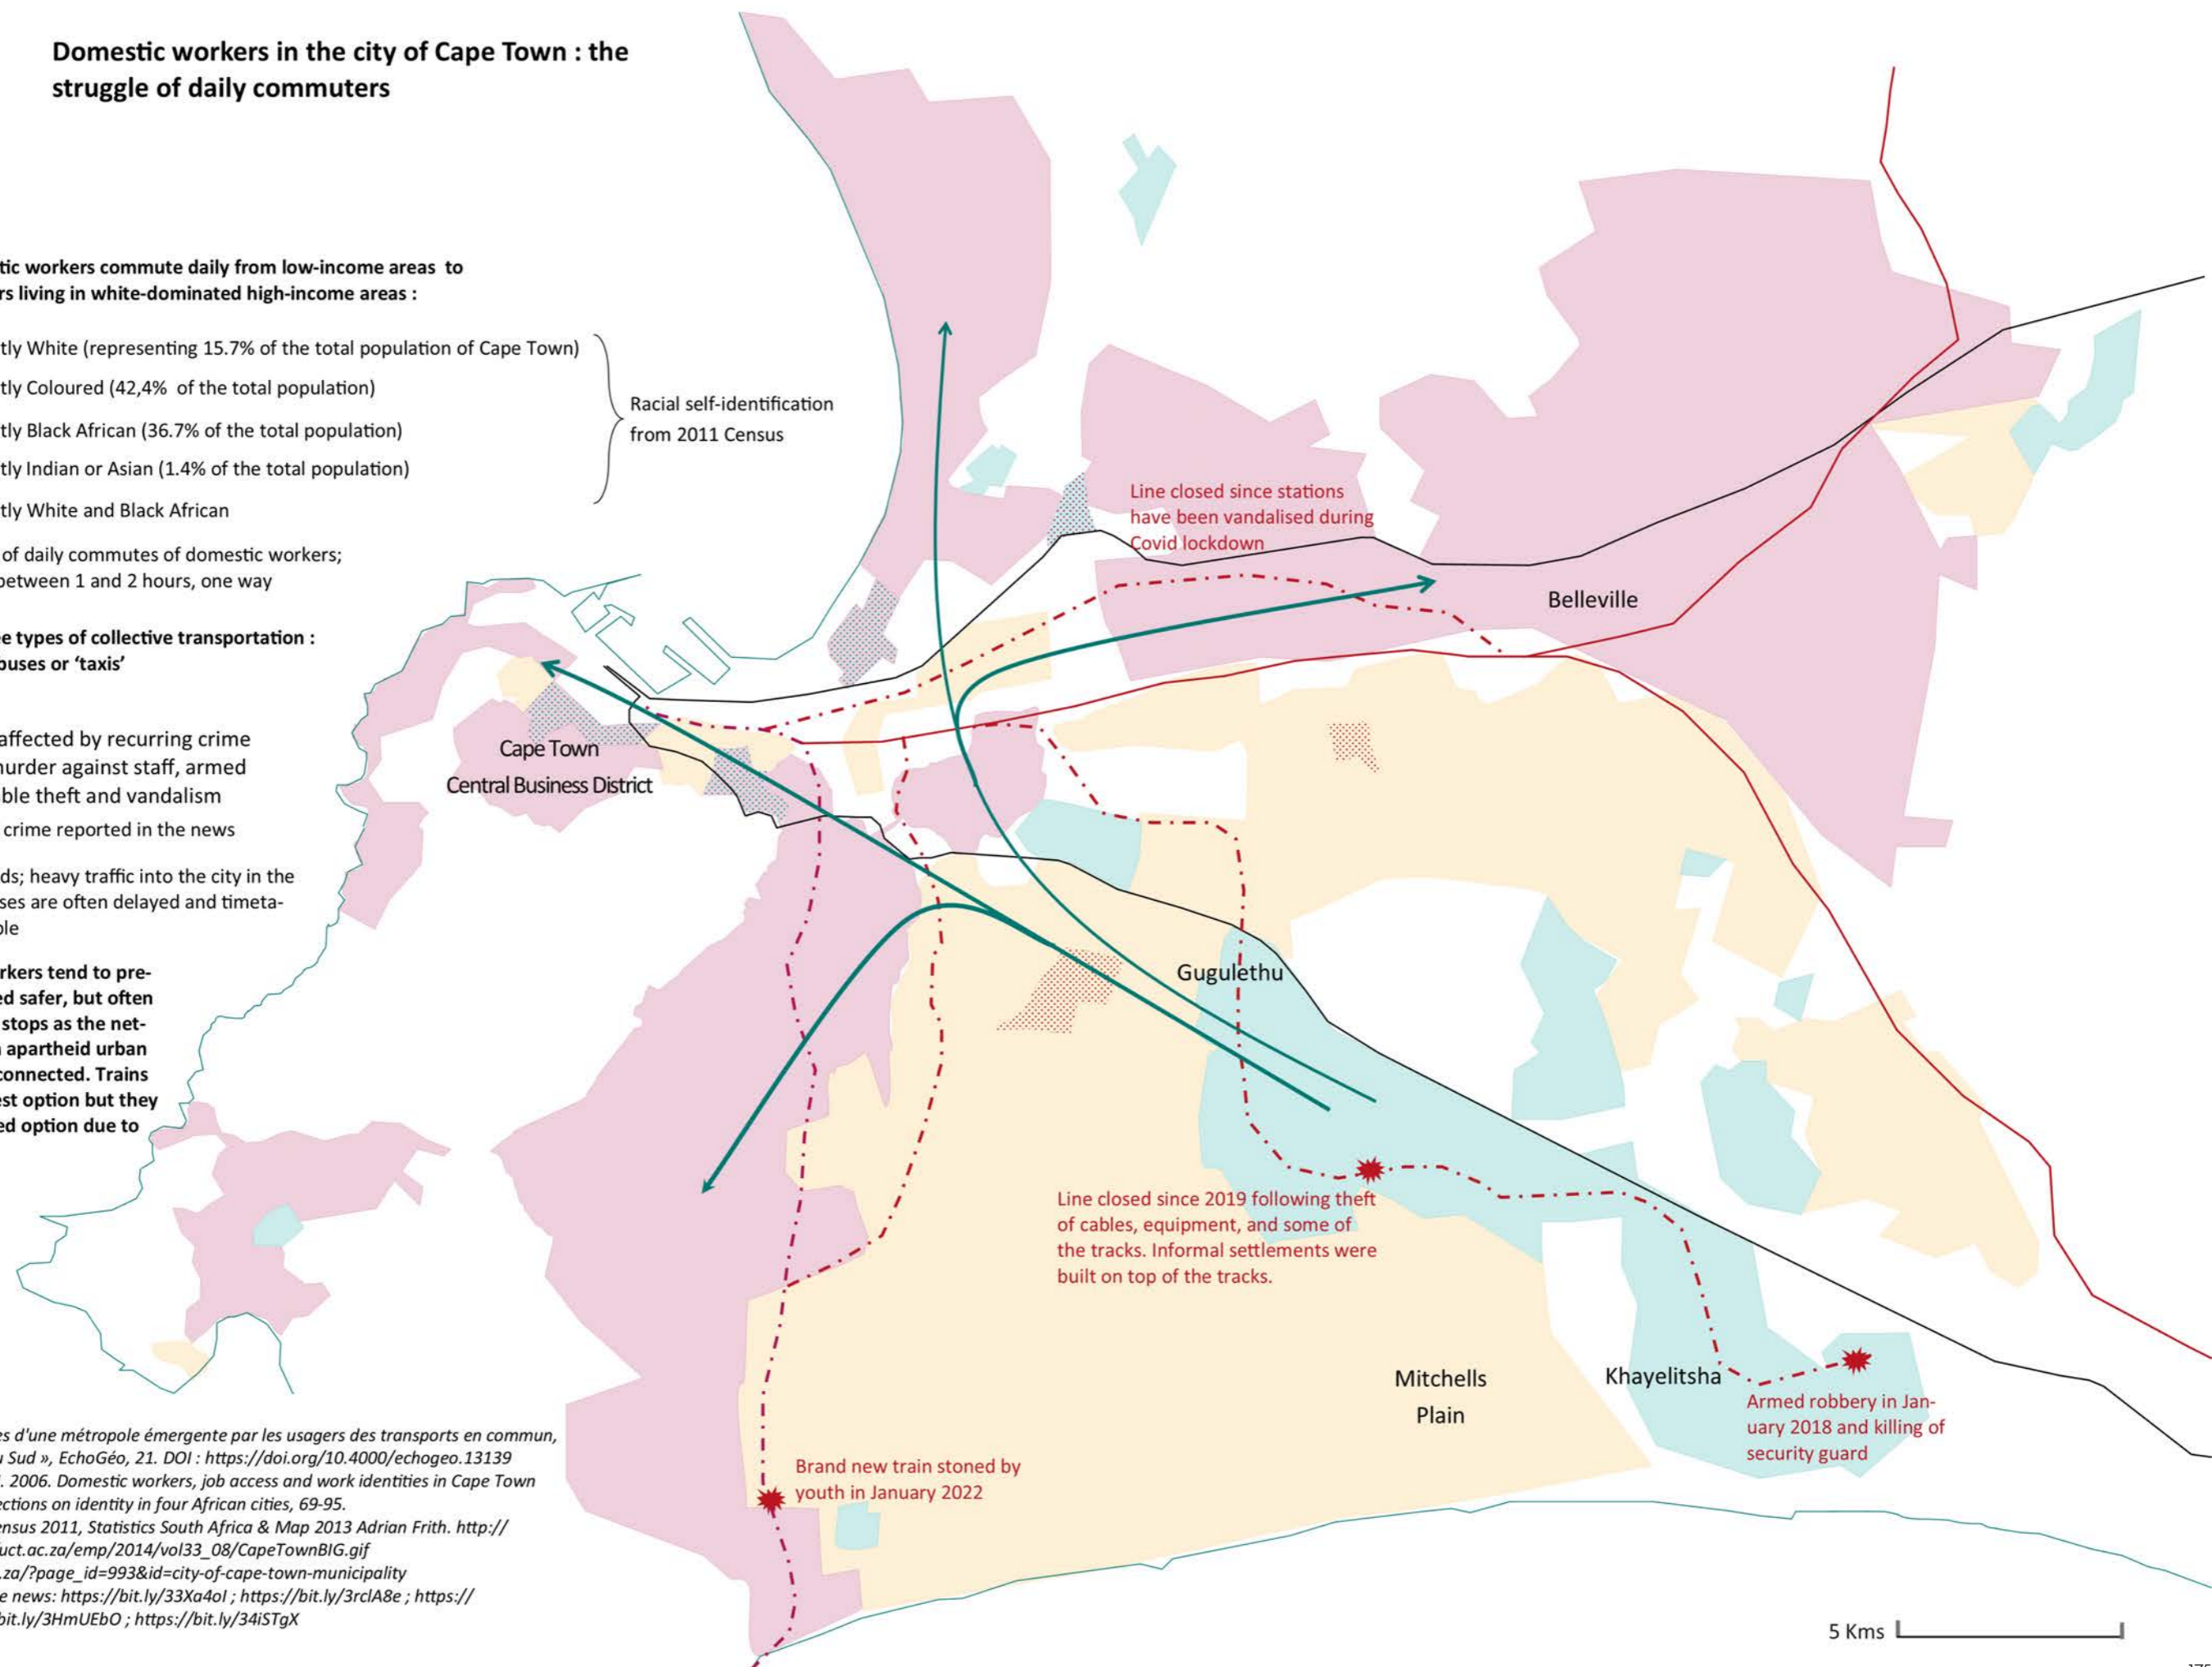 Domestic workers in the city of Cape Town : the
struggle of daily commuters
tic workers commute daily from low-income areas to
rs living in white-dominated high-income areas :
tly White (representing 15.7% of the total population of Cape Town)
tly Coloured (42,4% of the total population)
tly Black African (36.7% of the total population)
tly Indian or Asian (1.4% of the total population)
tly White and Black African
Racial self-identification
from 2011 Census
of daily commutes of domestic workers;
between 1 and 2 hours, one way
e types of collective transportation :
buses or ‘taxis’
affected by recurring crime
nurder against staff, armed
ble theft and vandalism
crime reported in the news
ds; heavy traffic into the city in the
ses are often delayed and timeta-
ole
rkers tend to pre-
ed safer, but often
stops as the net-
apartheid urban
connected. Trains
est option but they
ed option due to
Line closed since stations
have been vandalised during
Covid lockdown
Belleville
Cape Town
Central Business District
Gugulethu
Line closed since 2019 following theft
of cables, equipment, and some of
the tracks. Informal settlements were
built on top of the tracks.
Mitchells
Plain
Khayelitsha
Armed robbery in Jan-
uary 2018 and killing of
security guard
Brand new train stoned by
youth in January 2022
es d'une métropole émergente par les usagers des transports en commun,
u Sud », EchoGéo, 21. DOI : https://doi.org/10.4000/echogeo.13139
. 2006. Domestic workers, job access and work identities in Cape Town
ections on identity in four African cities, 69-95.
ensus 2011, Statistics South Africa & Map 2013 Adrian Frith. http://
uct.ac.za/emp/2014/vol33_08/CapeTownBIG.gif
.za/?page_id=993&id=city-of-cape-town-municipality
e news: https://bit.ly/33Xa4oI ; https://bit.ly/3rclA8e ; https://
bit.ly/3HmUEbO ; https://bit.ly/34iSTgX
5 Kms